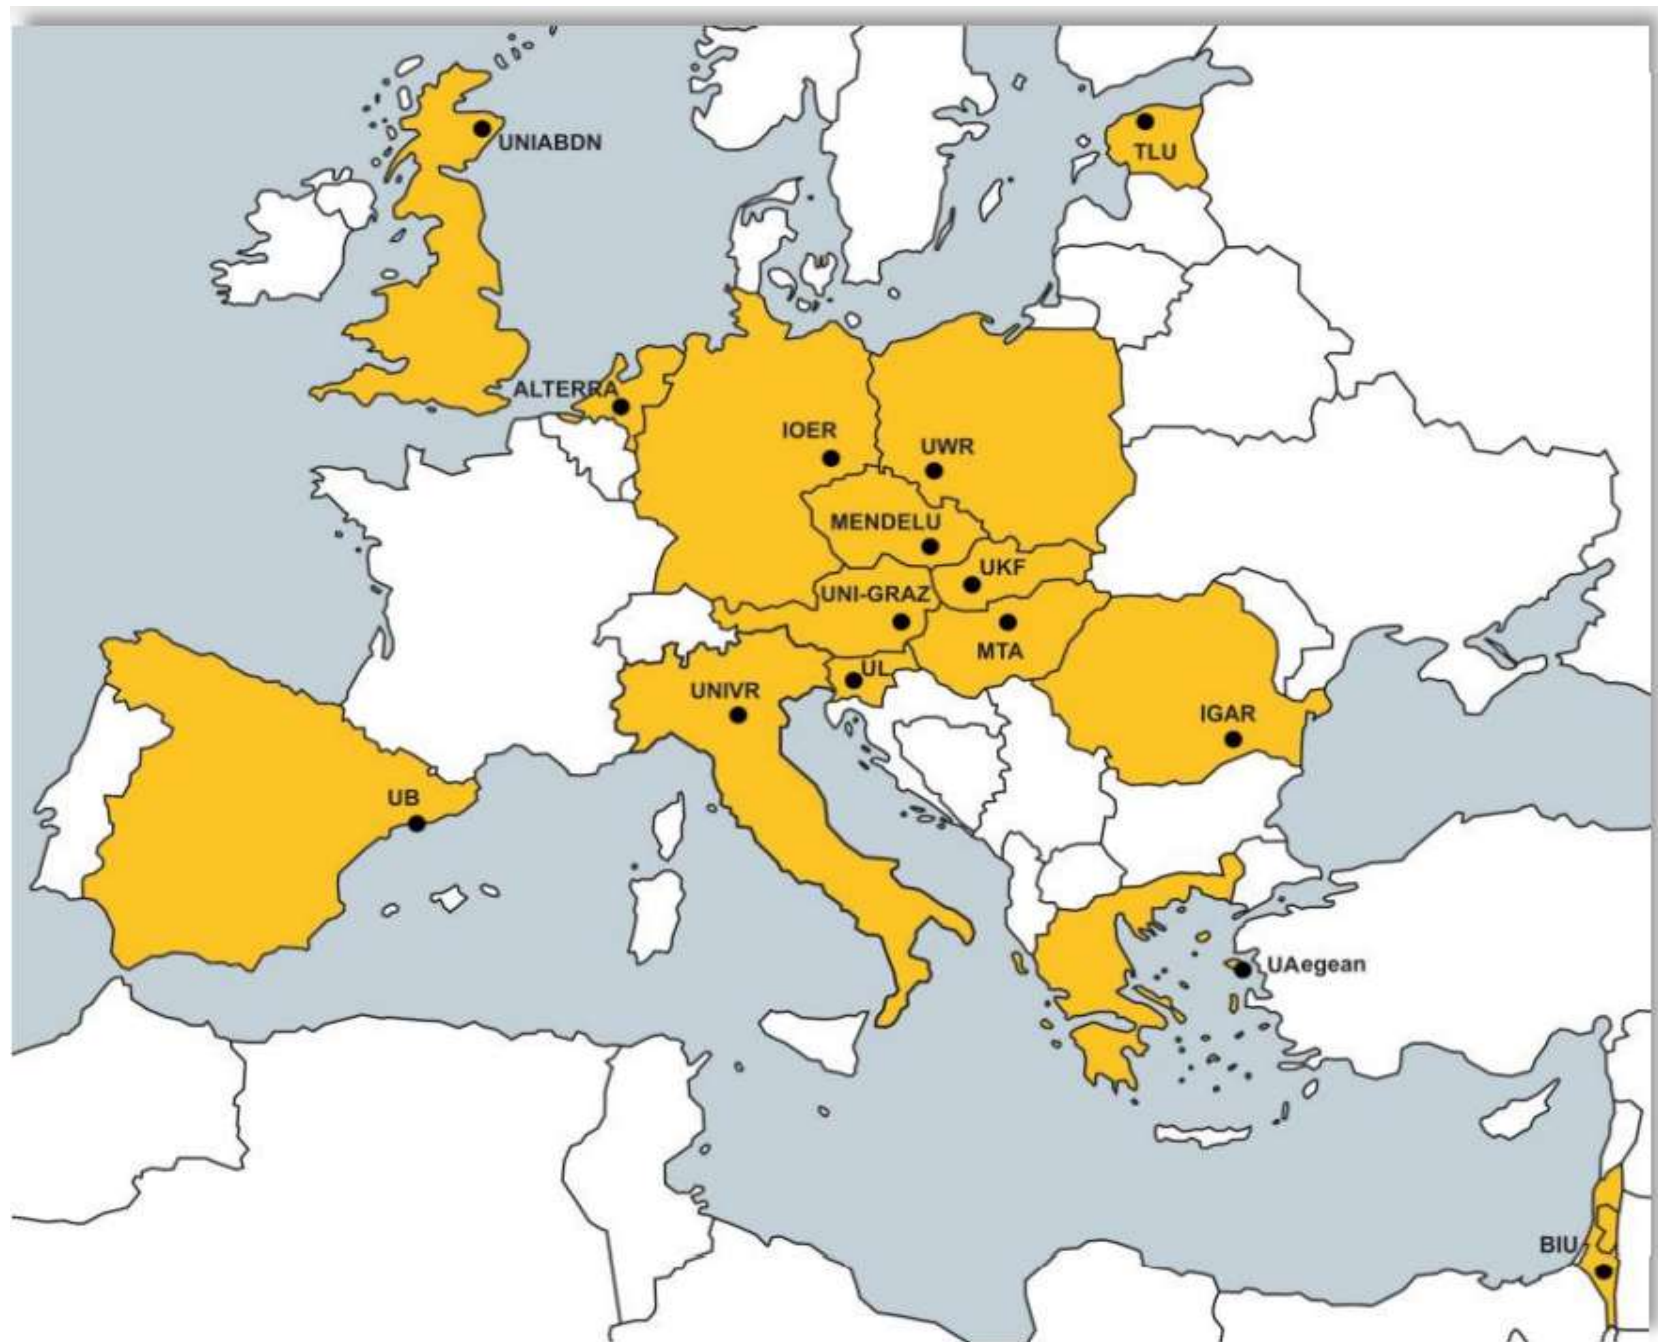 UNIABDN
TLU
ALTERRA
IOER
UWR
MENDELU
UKF
UNI-GRAZ
MTA
UL
UNIVR
IGAR
UB
UAegean
BIU